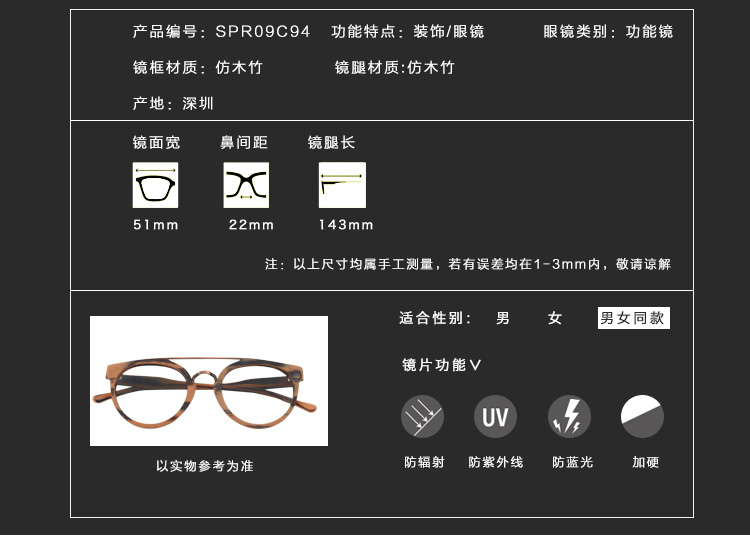 产品编号：SPR09C94 功能特点：装饰/眼镜 眼镜类别：功能镜
镜框材质：仿木竹 镜腿材质:仿木竹
产地：深圳
镜面宽 鼻间距 镜腿长
51mm 22mm 143mm
注：以上尺寸均属手工测量，若有误差均在1-3mm内，敬请谅解
适合性别： 男 女 男女同款
镜片功能∨
UV
防辐射 防紫外线 防蓝光 加硬
以实物参考为准